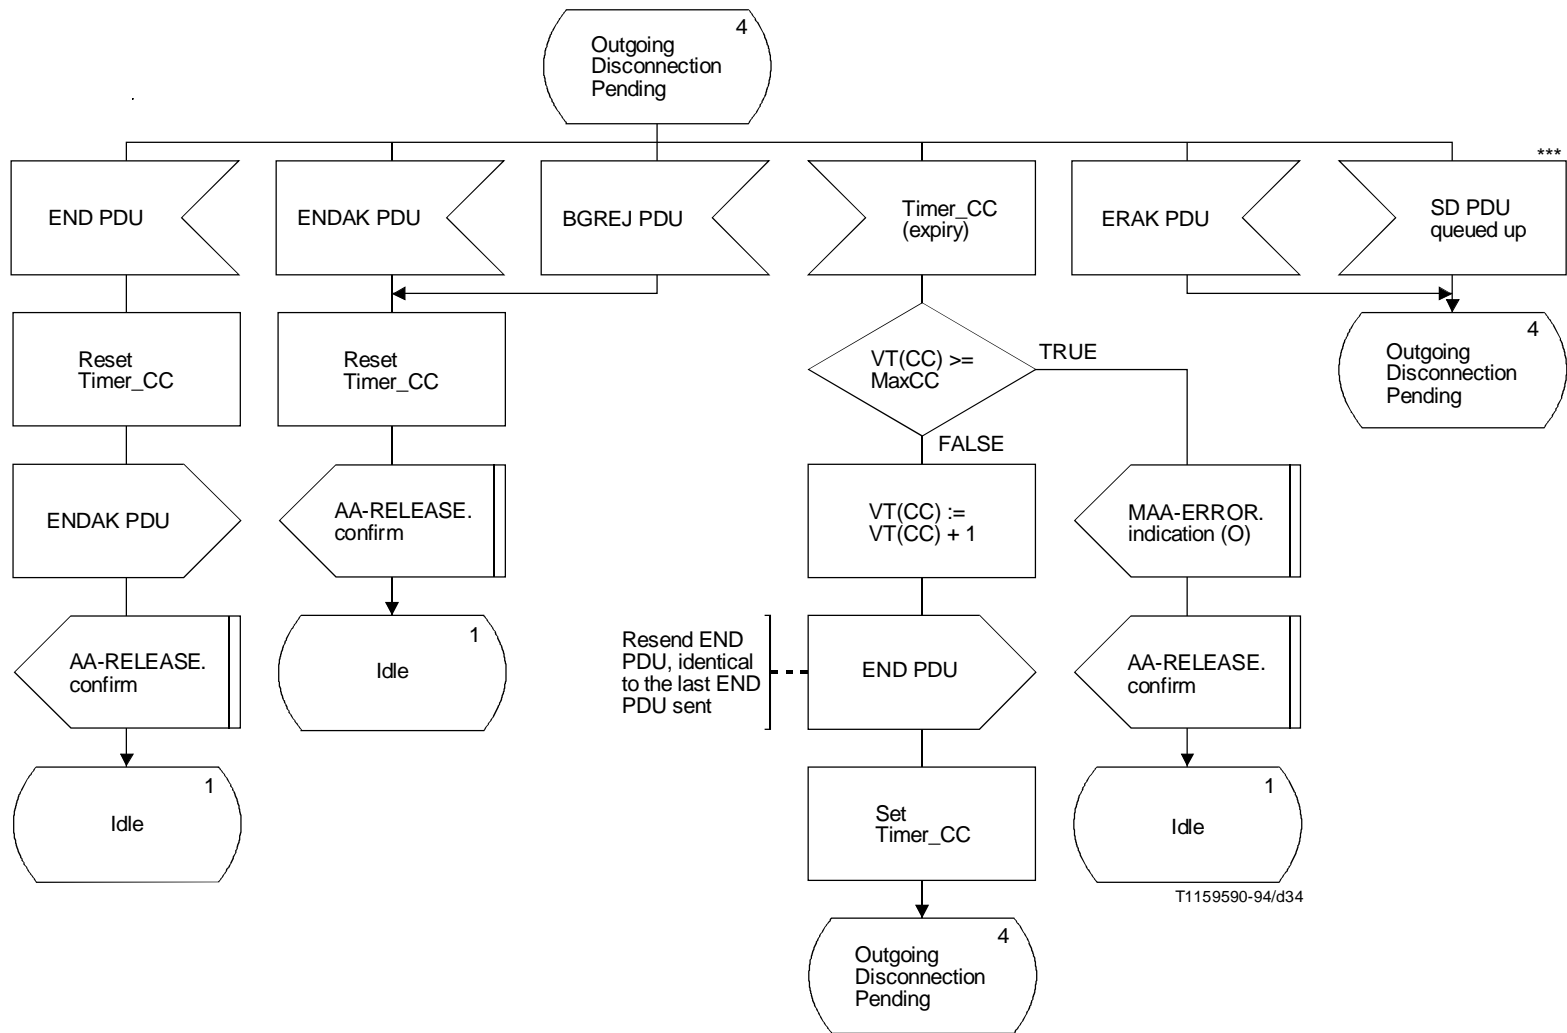 4
Outgoing
Disconnection
Pending
END PDU
ENDAK PDU
BGREJ PDU
Timer_CC
(expiry)
ERAK PDU
***
SD PDU
queued up
Reset
Timer_CC
Reset
Timer_CC
VT(CC) >=
MaxCC
TRUE
FALSE
4
Outgoing
Disconnection
Pending
ENDAK PDU
AA-RELEASE.
confirm
VT(CC) :=
VT(CC) + 1
MAA-ERROR.
indication (O)
AA-RELEASE.
confirm
1
Idle
Resend END
PDU, identical
to the last END
PDU sent
END PDU
AA-RELEASE.
confirm
1
Idle
Set
Timer_CC
1
Idle
T1159590-94/d34
4
Outgoing
Disconnection
Pending